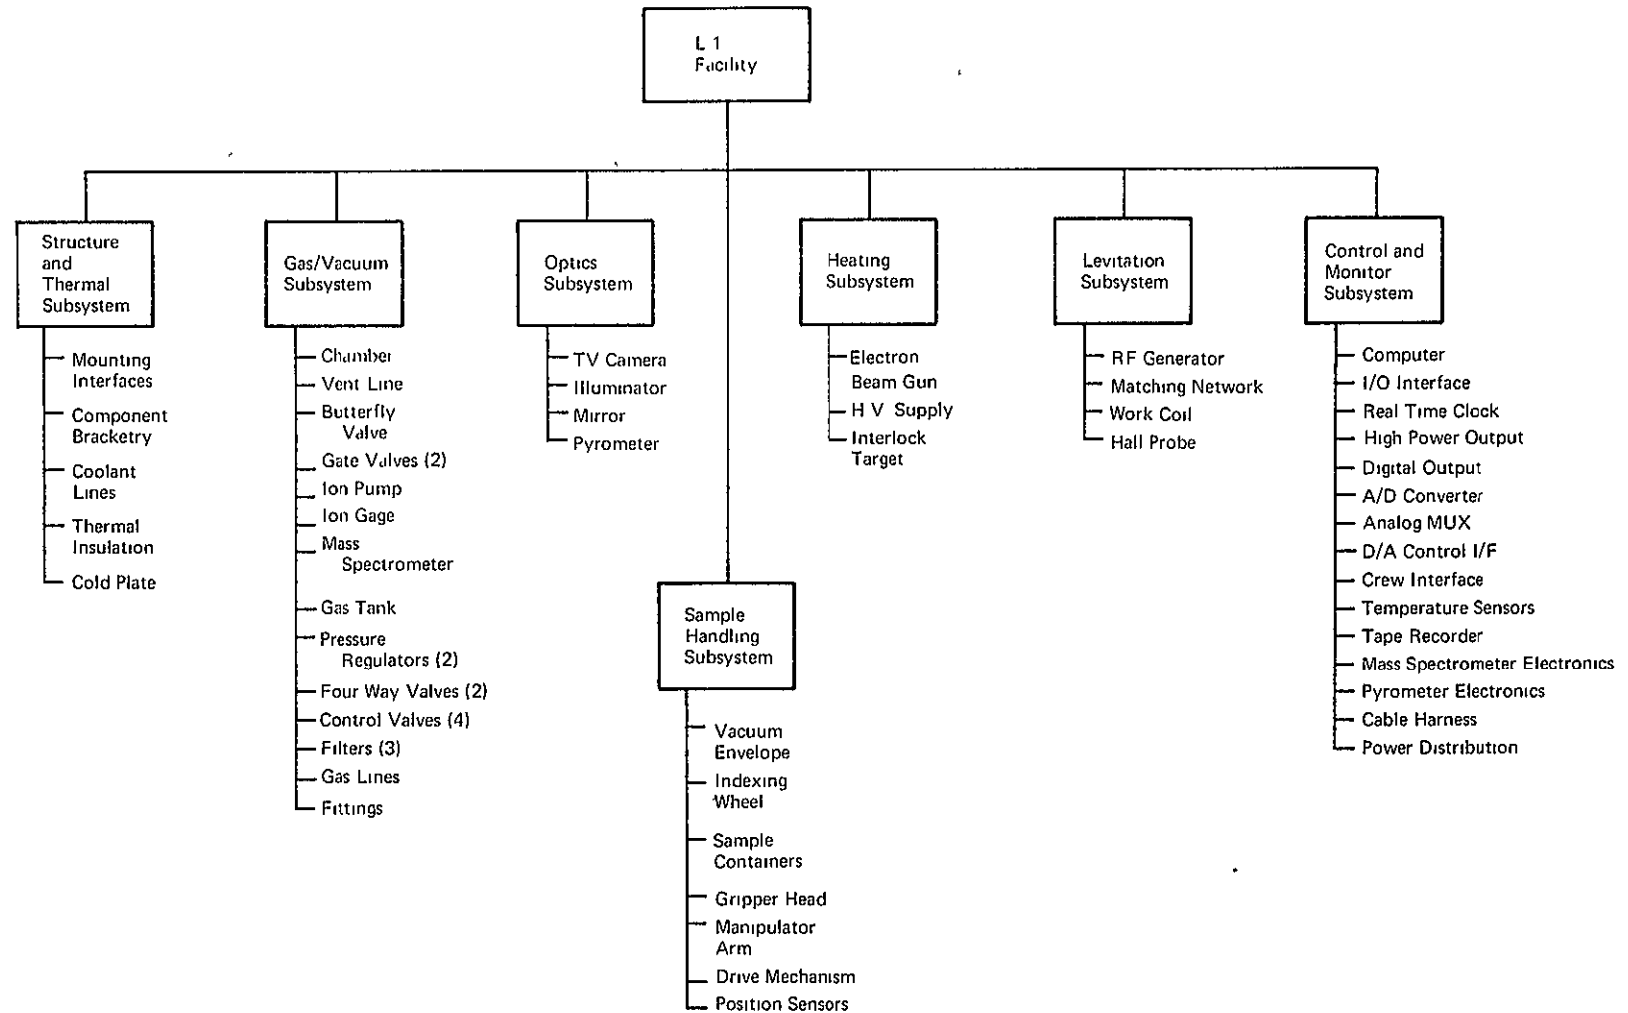 L 1
Facility
Structure
and
Thermal
Subsystem
Mounting
Interfaces
Component
Bracketry
Coolant
Lines
Thermal
Insulation
Cold Plate
Gas/Vacuum
Subsystem
Chamber
Vent Line
Butterfly
Valve
Gate Valves (2)
Ion Pump
Ion Gage
Mass
Spectrometer
Gas Tank
Pressure
Regulators (2)
Four Way Valves (2)
Control Valves (4)
Filters (3)
Gas Lines
Fittings
Optics
Subsystem
TV Camera
Illuminator
Mirror
Pyrometer
Sample
Handling
Subsystem
Vacuum
Envelope
Indexing
Wheel
Sample
Containers
Gripper Head
Manipulator
Arm
Drive Mechanism
Position Sensors
Heating
Subsystem
Electron
Beam Gun
H V Supply
Interlock
Target
Levitation
Subsystem
RF Generator
Matching Network
Work Coil
Hall Probe
Control and
Monitor
Subsystem
Computer
I/O Interface
Real Time Clock
High Power Output
Digital Output
A/D Converter
Analog MUX
D/A Control I/F
Crew Interface
Temperature Sensors
Tape Recorder
Mass Spectrometer Electronics
Pyrometer Electronics
Cable Harness
Power Distribution